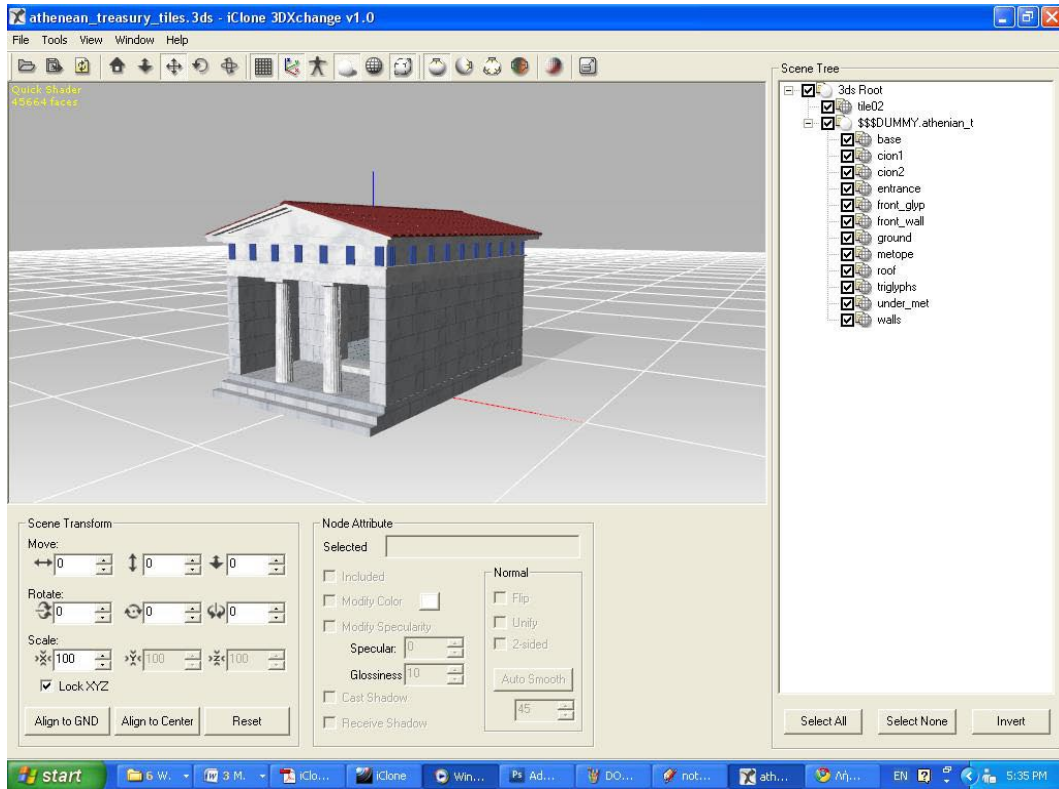 athenean_treasury_tiles.3ds - iClone 3DXchange v1.0
File Tools View Window Help
Quick Shader
45664 faces
Scene Tree
3ds Root
tile02
$$$DUMMY.athenian_t
base
cion1
cion2
entrance
front_glyp
front_wall
ground
metope
roof
triglyphs
under_met
walls
Scene Transform
Move:
0 0 0
Rotate:
0 0 0
Scale:
X 100 Y 100 Z 100
Lock XYZ
Align to GND Align to Center Reset
Node Attribute
Selected
Included
Modify Color
Modify Specularity
Specular: 0
Glossiness 10
Cast Shadow
Receive Shadow
Normal
Flip
Unify
2-sided
Auto Smooth
45
Select All Select None Invert
start 6 W. 3 M. iClo... iClone Win... Ps Ad... DO... not... ath... Λή... EN ? 5:35 PM